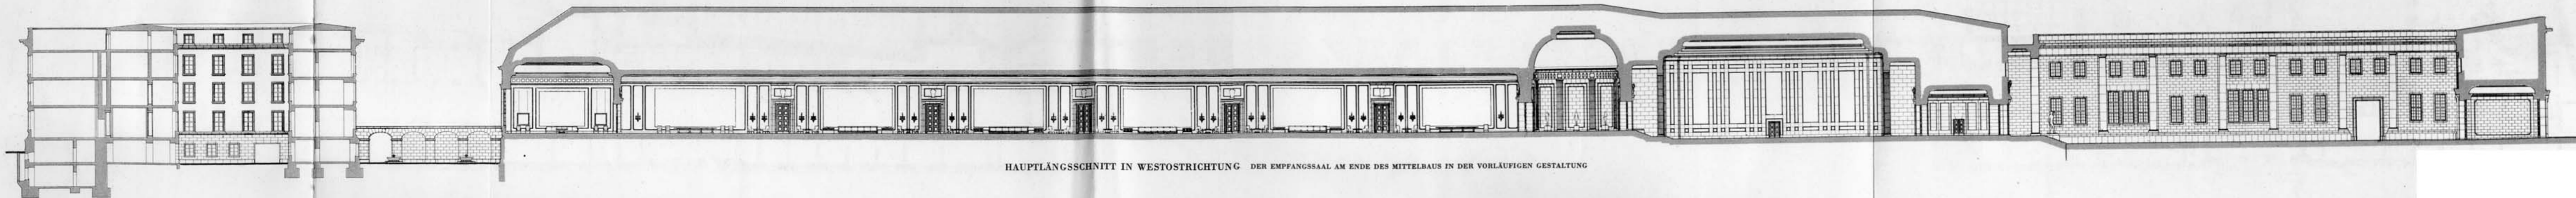 HAUPTLÄNGSSCHNITT IN WESTOSTRICHTUNG DER EMPFANGSSAAL AM ENDE DES MITTELBAUS IN DER VORLÄUFIGEN GESTALTUNG